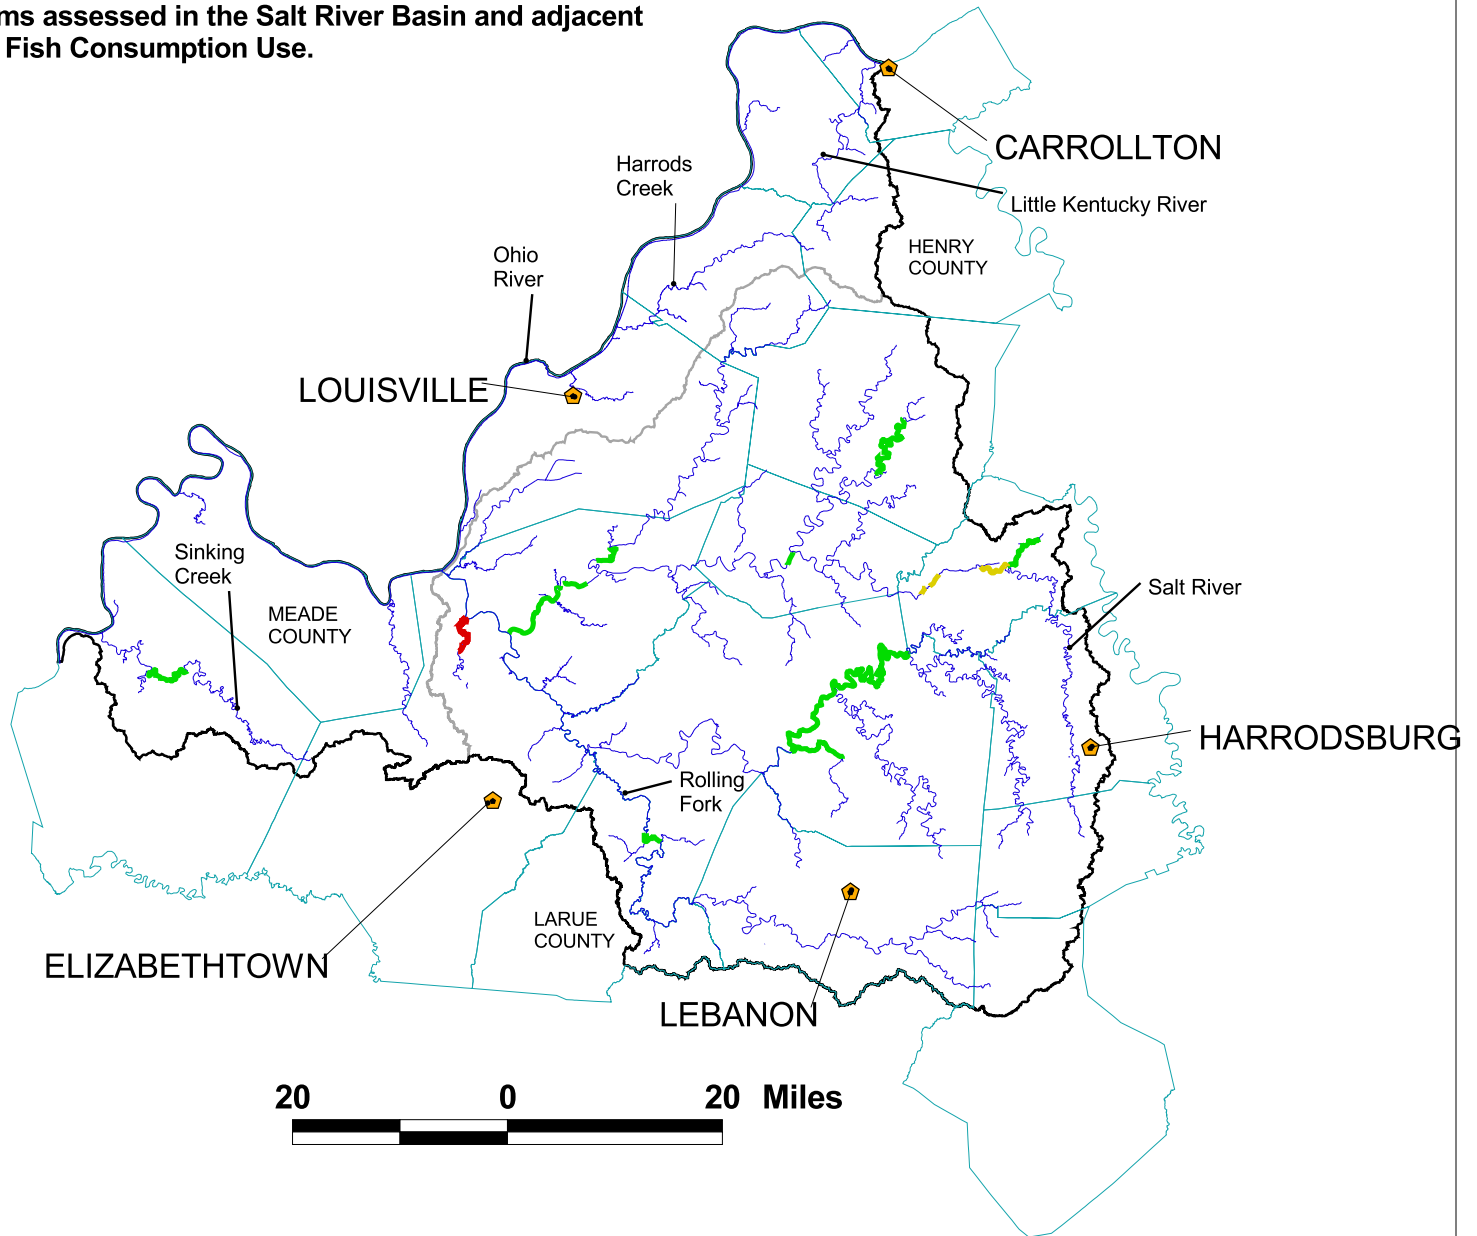 ms assessed in the Salt River Basin and adjacent
Fish Consumption Use.
CARROLLTON
Harrods
Creek
Little Kentucky River
HENRY
COUNTY
Ohio
River
LOUISVILLE
Sinking
Creek
MEADE
COUNTY
Salt River
HARRODSBURG
Rolling
Fork
LARUE
COUNTY
ELIZABETHTOWN
LEBANON
20 0 20 Miles